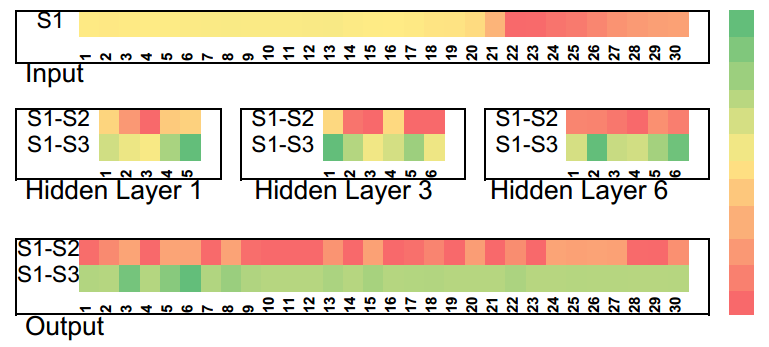 S1
1 2 3 4 5 6 7 8 9 10 11 12 13 14 15 16 17 18 19 20 21 22 23 24 25 26 27 28 29 30
Input
S1-S2 S1-S2 S1-S2
S1-S3 S1-S3 S1-S3
1 2 3 4 5 1 2 3 4 5 6 1 2 3 4 5 6
Hidden Layer 1 Hidden Layer 3 Hidden Layer 6
S1-S2
S1-S3
1 2 3 4 5 6 7 8 9 10 11 12 13 14 15 16 17 18 19 20 21 22 23 24 25 26 27 28 29 30
Output